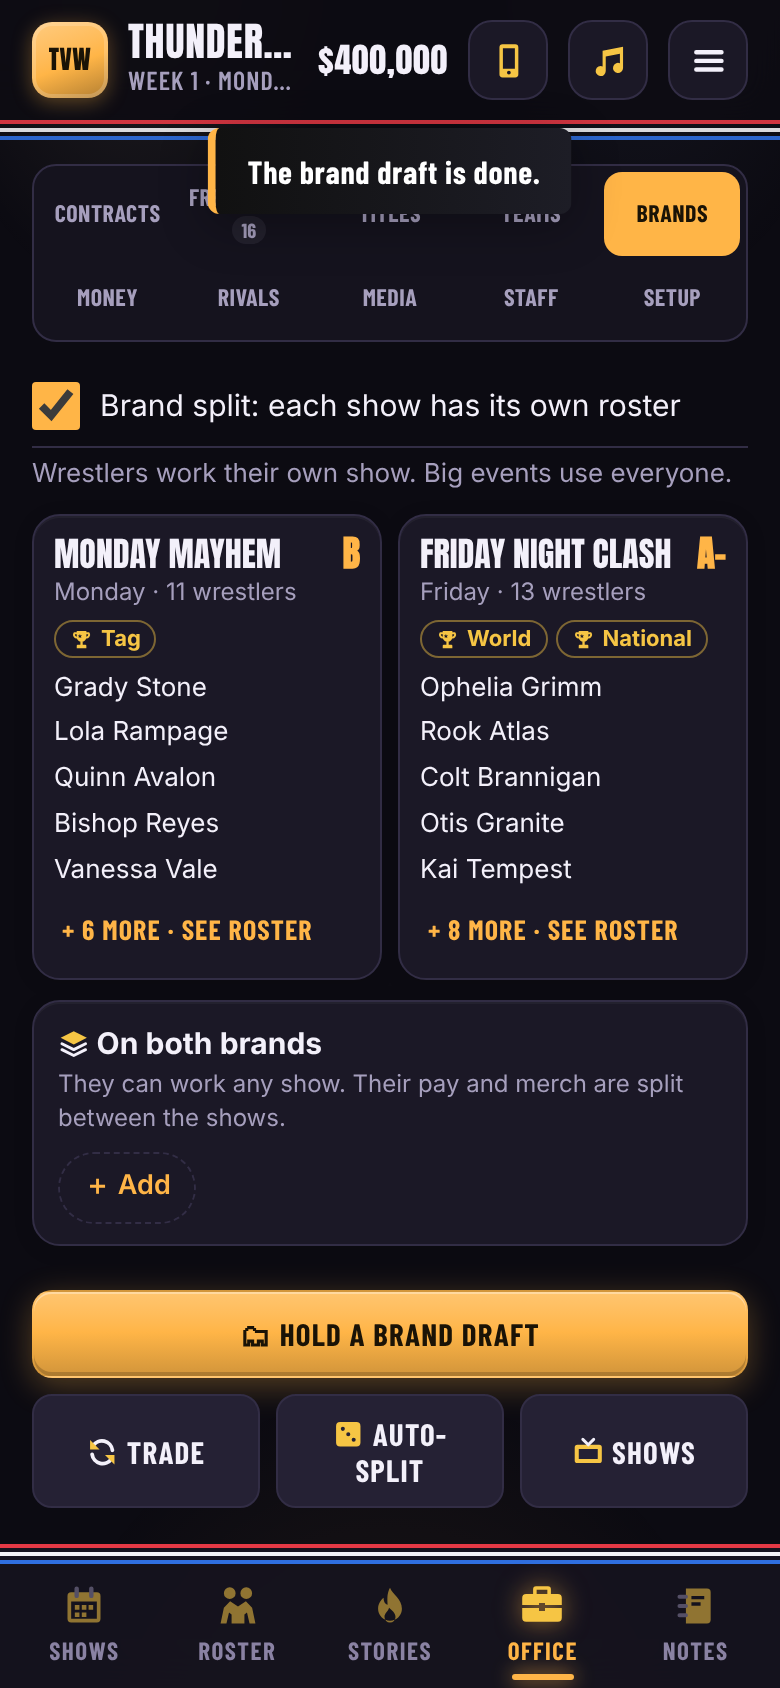 TVW
THUNDER...
WEEK 1 · MOND...
$400,000
The brand draft is done.
CONTRACTS
16
TITLES
TEAMS
BRANDS
MONEY
RIVALS
MEDIA
STAFF
SETUP
Brand split: each show has its own roster
Wrestlers work their own show. Big events use everyone.
MONDAY MAYHEM
B
Monday · 11 wrestlers
Tag
Grady Stone
Lola Rampage
Quinn Avalon
Bishop Reyes
Vanessa Vale
+ 6 MORE · SEE ROSTER
FRIDAY NIGHT CLASH
A-
Friday · 13 wrestlers
World
National
Ophelia Grimm
Rook Atlas
Colt Brannigan
Otis Granite
Kai Tempest
+ 8 MORE · SEE ROSTER
On both brands
They can work any show. Their pay and merch are split
between the shows.
+ Add
HOLD A BRAND DRAFT
TRADE
AUTO-
SPLIT
SHOWS
SHOWS
ROSTER
STORIES
OFFICE
NOTES